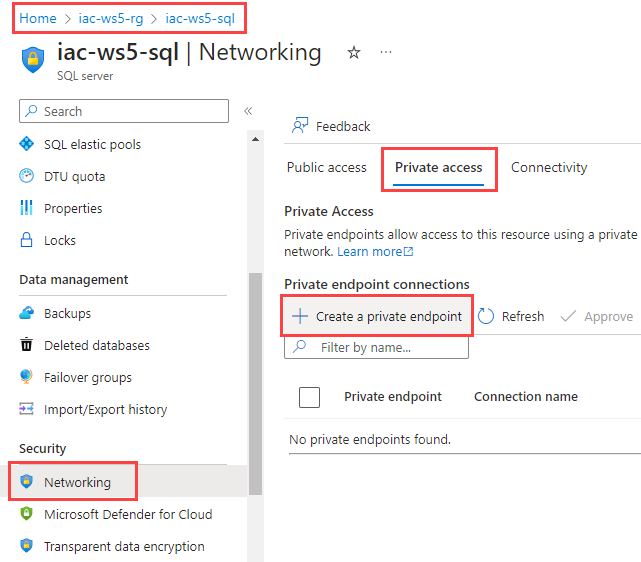 Home > iac-ws5-rg > iac-ws5-sql >
iac-ws5-sql | Networking ☆ ···
SQL server
Search «
SQL elastic pools
DTU quota
Properties
Locks
Data management
Backups
Deleted databases
Failover groups
Import/Export history
Security
Networking
Microsoft Defender for Cloud
Transparent data encryption
Feedback
Public access Private access Connectivity
Private Access
Private endpoints allow access to this resource using a private
network. Learn more
Private endpoint connections
+ Create a private endpoint Refresh Approve
Filter by name...
Private endpoint Connection name
No private endpoints found.